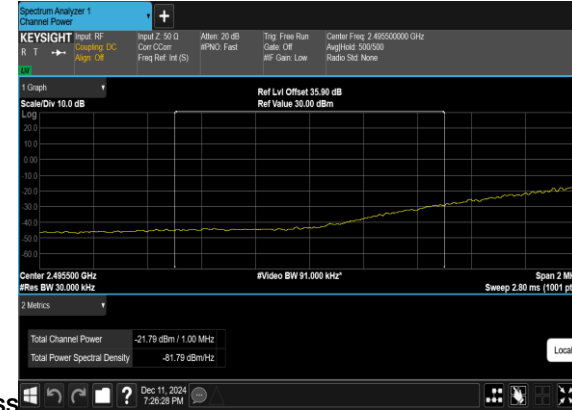 Spectrum Analyzer 1
Channel Power
+
KEYSIGHT Input: RF Input Z: 50 Ω Atten: 20 dB Trig: Free Run Center Freq: 2.495500000 GHz
R T Coupling: DC Corr CCorr #PNO: Fast Gate: Off Avg|Hold: 500/500
Align: Off Freq Ref: Int (S) #IF Gain: Low Radio Std: None
1 Graph Ref Lvl Offset 35.90 dB
Scale/Div 10.0 dB Ref Value 30.00 dBm
Log
20.0
10.0
0.00
-10.0
-20.0
-30.0
-40.0
-50.0
-60.0
Center 2.495500 GHz #Video BW 91.000 kHz* Span 2 M
#Res BW 30.000 kHz Sweep 2.80 ms (1001 pt
2 Metrics
Total Channel Power -21.79 dBm / 1.00 MHz
Total Power Spectral Density -81.79 dBm/Hz
Local
ss
? Dec 11, 2024
7:26:28 PM